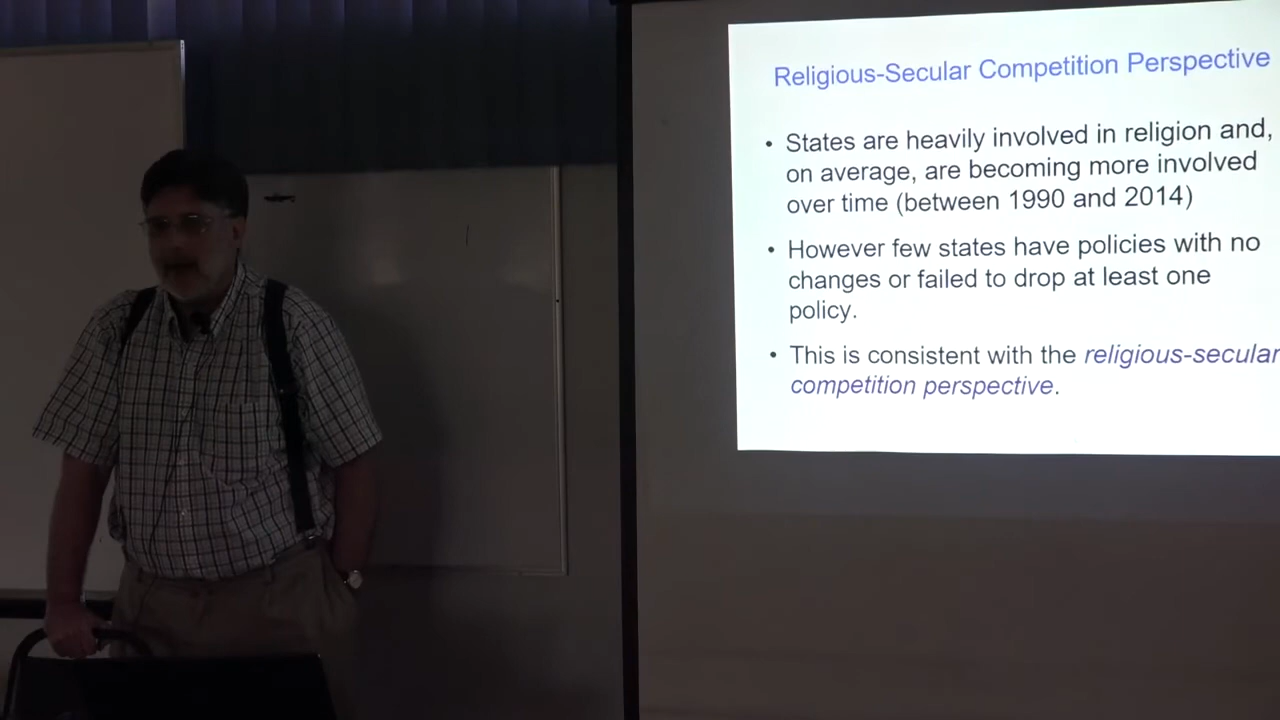 Religious-Secular Competition Perspective
• States are heavily involved in religion and,
on average, are becoming more involved
over time (between 1990 and 2014)
• However few states have policies with no
changes or failed to drop at least one
policy.
• This is consistent with the religious-secular
competition perspective.